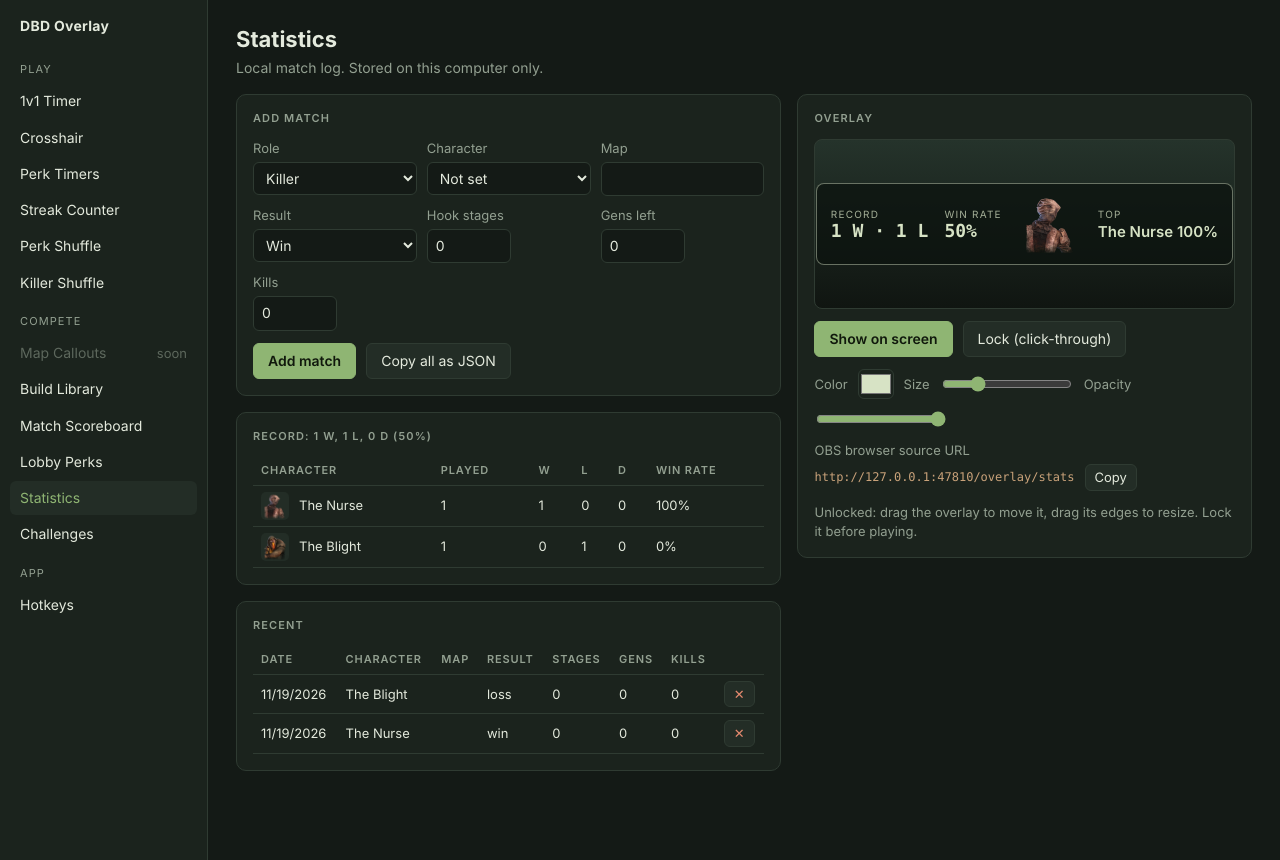 DBD Overlay
PLAY
1v1 Timer
Crosshair
Perk Timers
Streak Counter
Perk Shuffle
Killer Shuffle
COMPETE
Map Callouts soon
Build Library
Match Scoreboard
Lobby Perks
Statistics
Challenges
APP
Hotkeys
Statistics
Local match log. Stored on this computer only.
ADD MATCH
Role Character Map
Killer Not set
Result Hook stages Gens left
Win 0 0
Kills
0
Add match Copy all as JSON
RECORD: 1 W, 1 L, 0 D (50%)
CHARACTER PLAYED W L D WIN RATE
The Nurse 1 1 0 0 100%
The Blight 1 0 1 0 0%
RECENT
DATE CHARACTER MAP RESULT STAGES GENS KILLS
11/19/2026 The Blight loss 0 0 0 ✕
11/19/2026 The Nurse win 0 0 0 ✕
OVERLAY
RECORD WIN RATE TOP
1 W · 1 L 50% The Nurse 100%
Show on screen Lock (click-through)
Color Size Opacity
OBS browser source URL
http://127.0.0.1:47810/overlay/stats Copy
Unlocked: drag the overlay to move it, drag its edges to resize. Lock
it before playing.